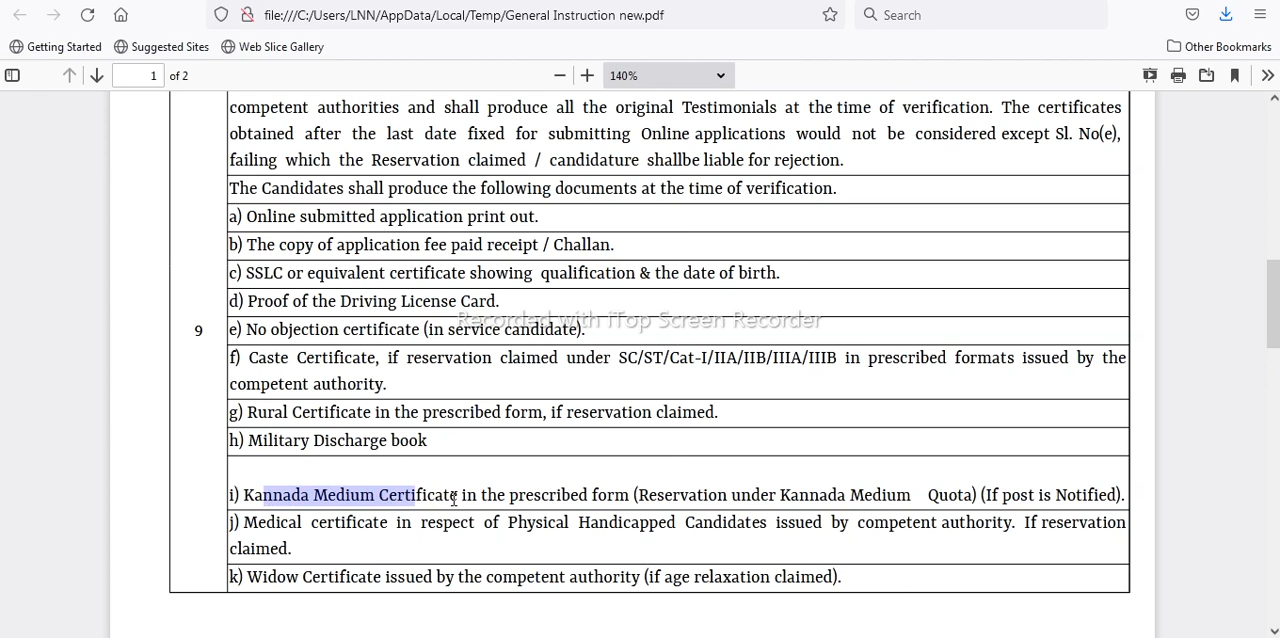 file:///C:/Users/LNN/AppData/Local/Temp/General Instruction new.pdf
Search
Getting Started
Suggested Sites
Web Slice Gallery
Other Bookmarks
1
of 2
140%
competent authorities and shall produce all the original Testimonials at the time of verification. The certificates
obtained after the last date fixed for submitting Online applications would not be considered except Sl. No(e),
failing which the Reservation claimed / candidature shallbe liable for rejection.
The Candidates shall produce the following documents at the time of verification.
a) Online submitted application print out.
b) The copy of application fee paid receipt / Challan.
c) SSLC or equivalent certificate showing qualification & the date of birth.
d) Proof of the Driving License Card.
Recorded with iTop Screen Recorder
9
e) No objection certificate (in service candidate).
f) Caste Certificate, if reservation claimed under SC/ST/Cat-I/IIA/IIB/IIIA/IIIB in prescribed formats issued by the
competent authority.
g) Rural Certificate in the prescribed form, if reservation claimed.
h) Military Discharge book
i) Kannada Medium Certificate in the prescribed form (Reservation under Kannada Medium Quota) (If post is Notified).
j) Medical certificate in respect of Physical Handicapped Candidates issued by competent authority. If reservation
claimed.
k) Widow Certificate issued by the competent authority (if age relaxation claimed).